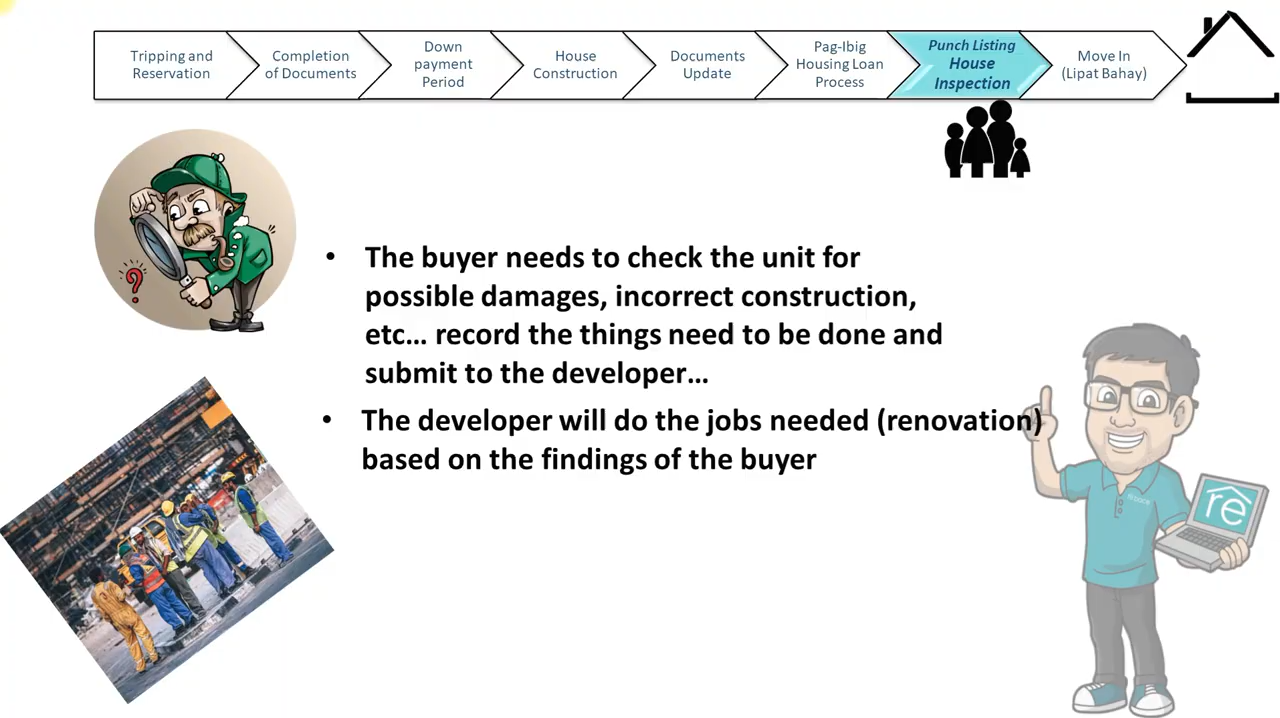 Tripping and
Reservation
Completion
of Documents
Down
payment
Period
House
Construction
Documents
Update
Pag-Ibig
Housing Loan
Process
Punch Listing
House
Inspection
Move In
(Lipat Bahay)
?
• The buyer needs to check the unit for
possible damages, incorrect construction,
etc... record the things need to be done and
submit to the developer...
• The developer will do the jobs needed (renovation)
based on the findings of the buyer
re